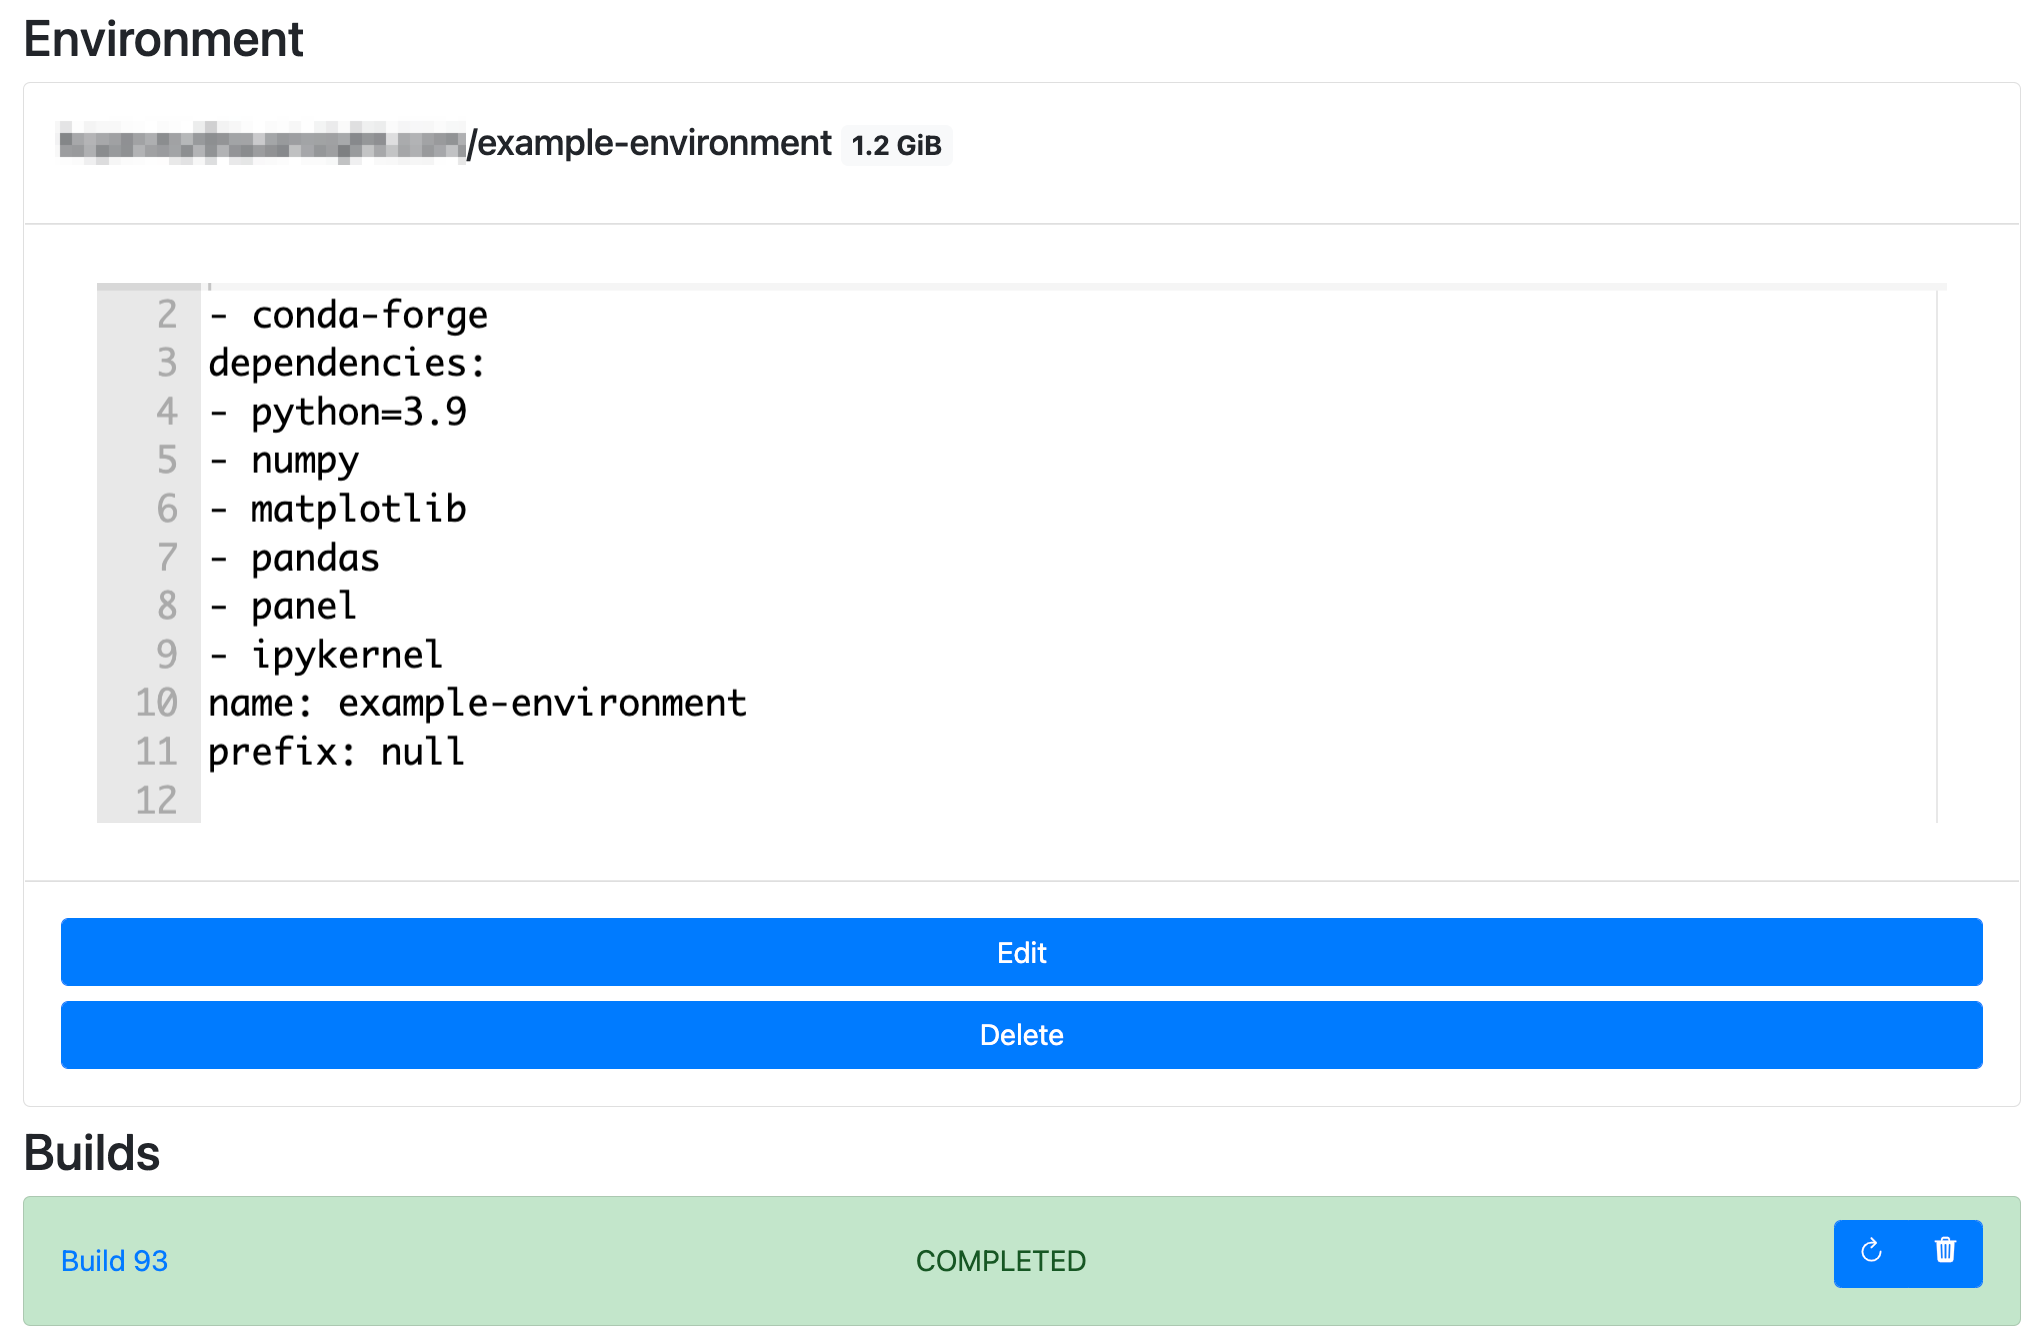 Environment
/example-environment 1.2 GiB
2 - conda-forge
3 dependencies:
4 - python=3.9
5 - numpy
6 - matplotlib
7 - pandas
8 - panel
9 - ipykernel
10 name: example-environment
11 prefix: null
12
Edit
Delete
Builds
Build 93 COMPLETED